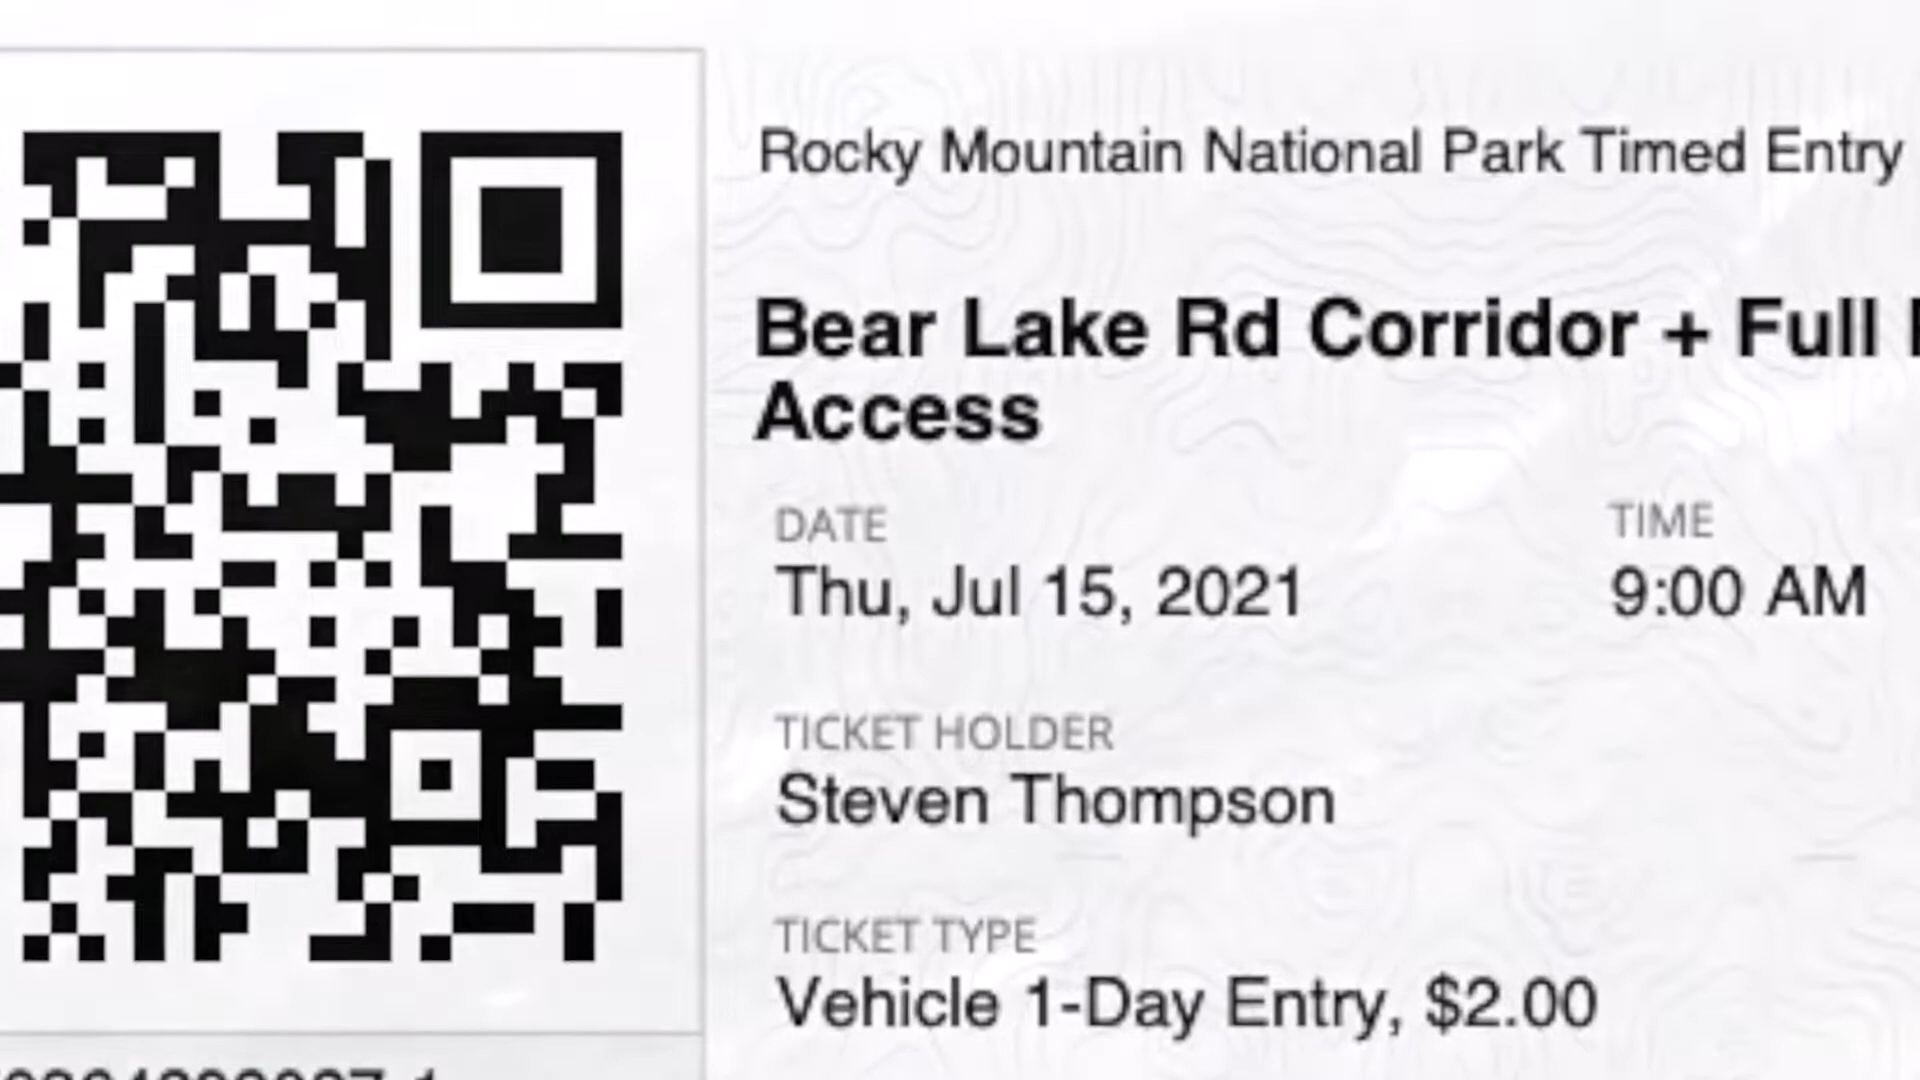 Rocky Mountain National Park Timed Entry
Bear Lake Rd Corridor + Full
Access
DATE
TIME
Thu, Jul 15, 2021
9:00 AM
TICKET HOLDER
Steven Thompson
TICKET TYPE
Vehicle 1-Day Entry, $2.00